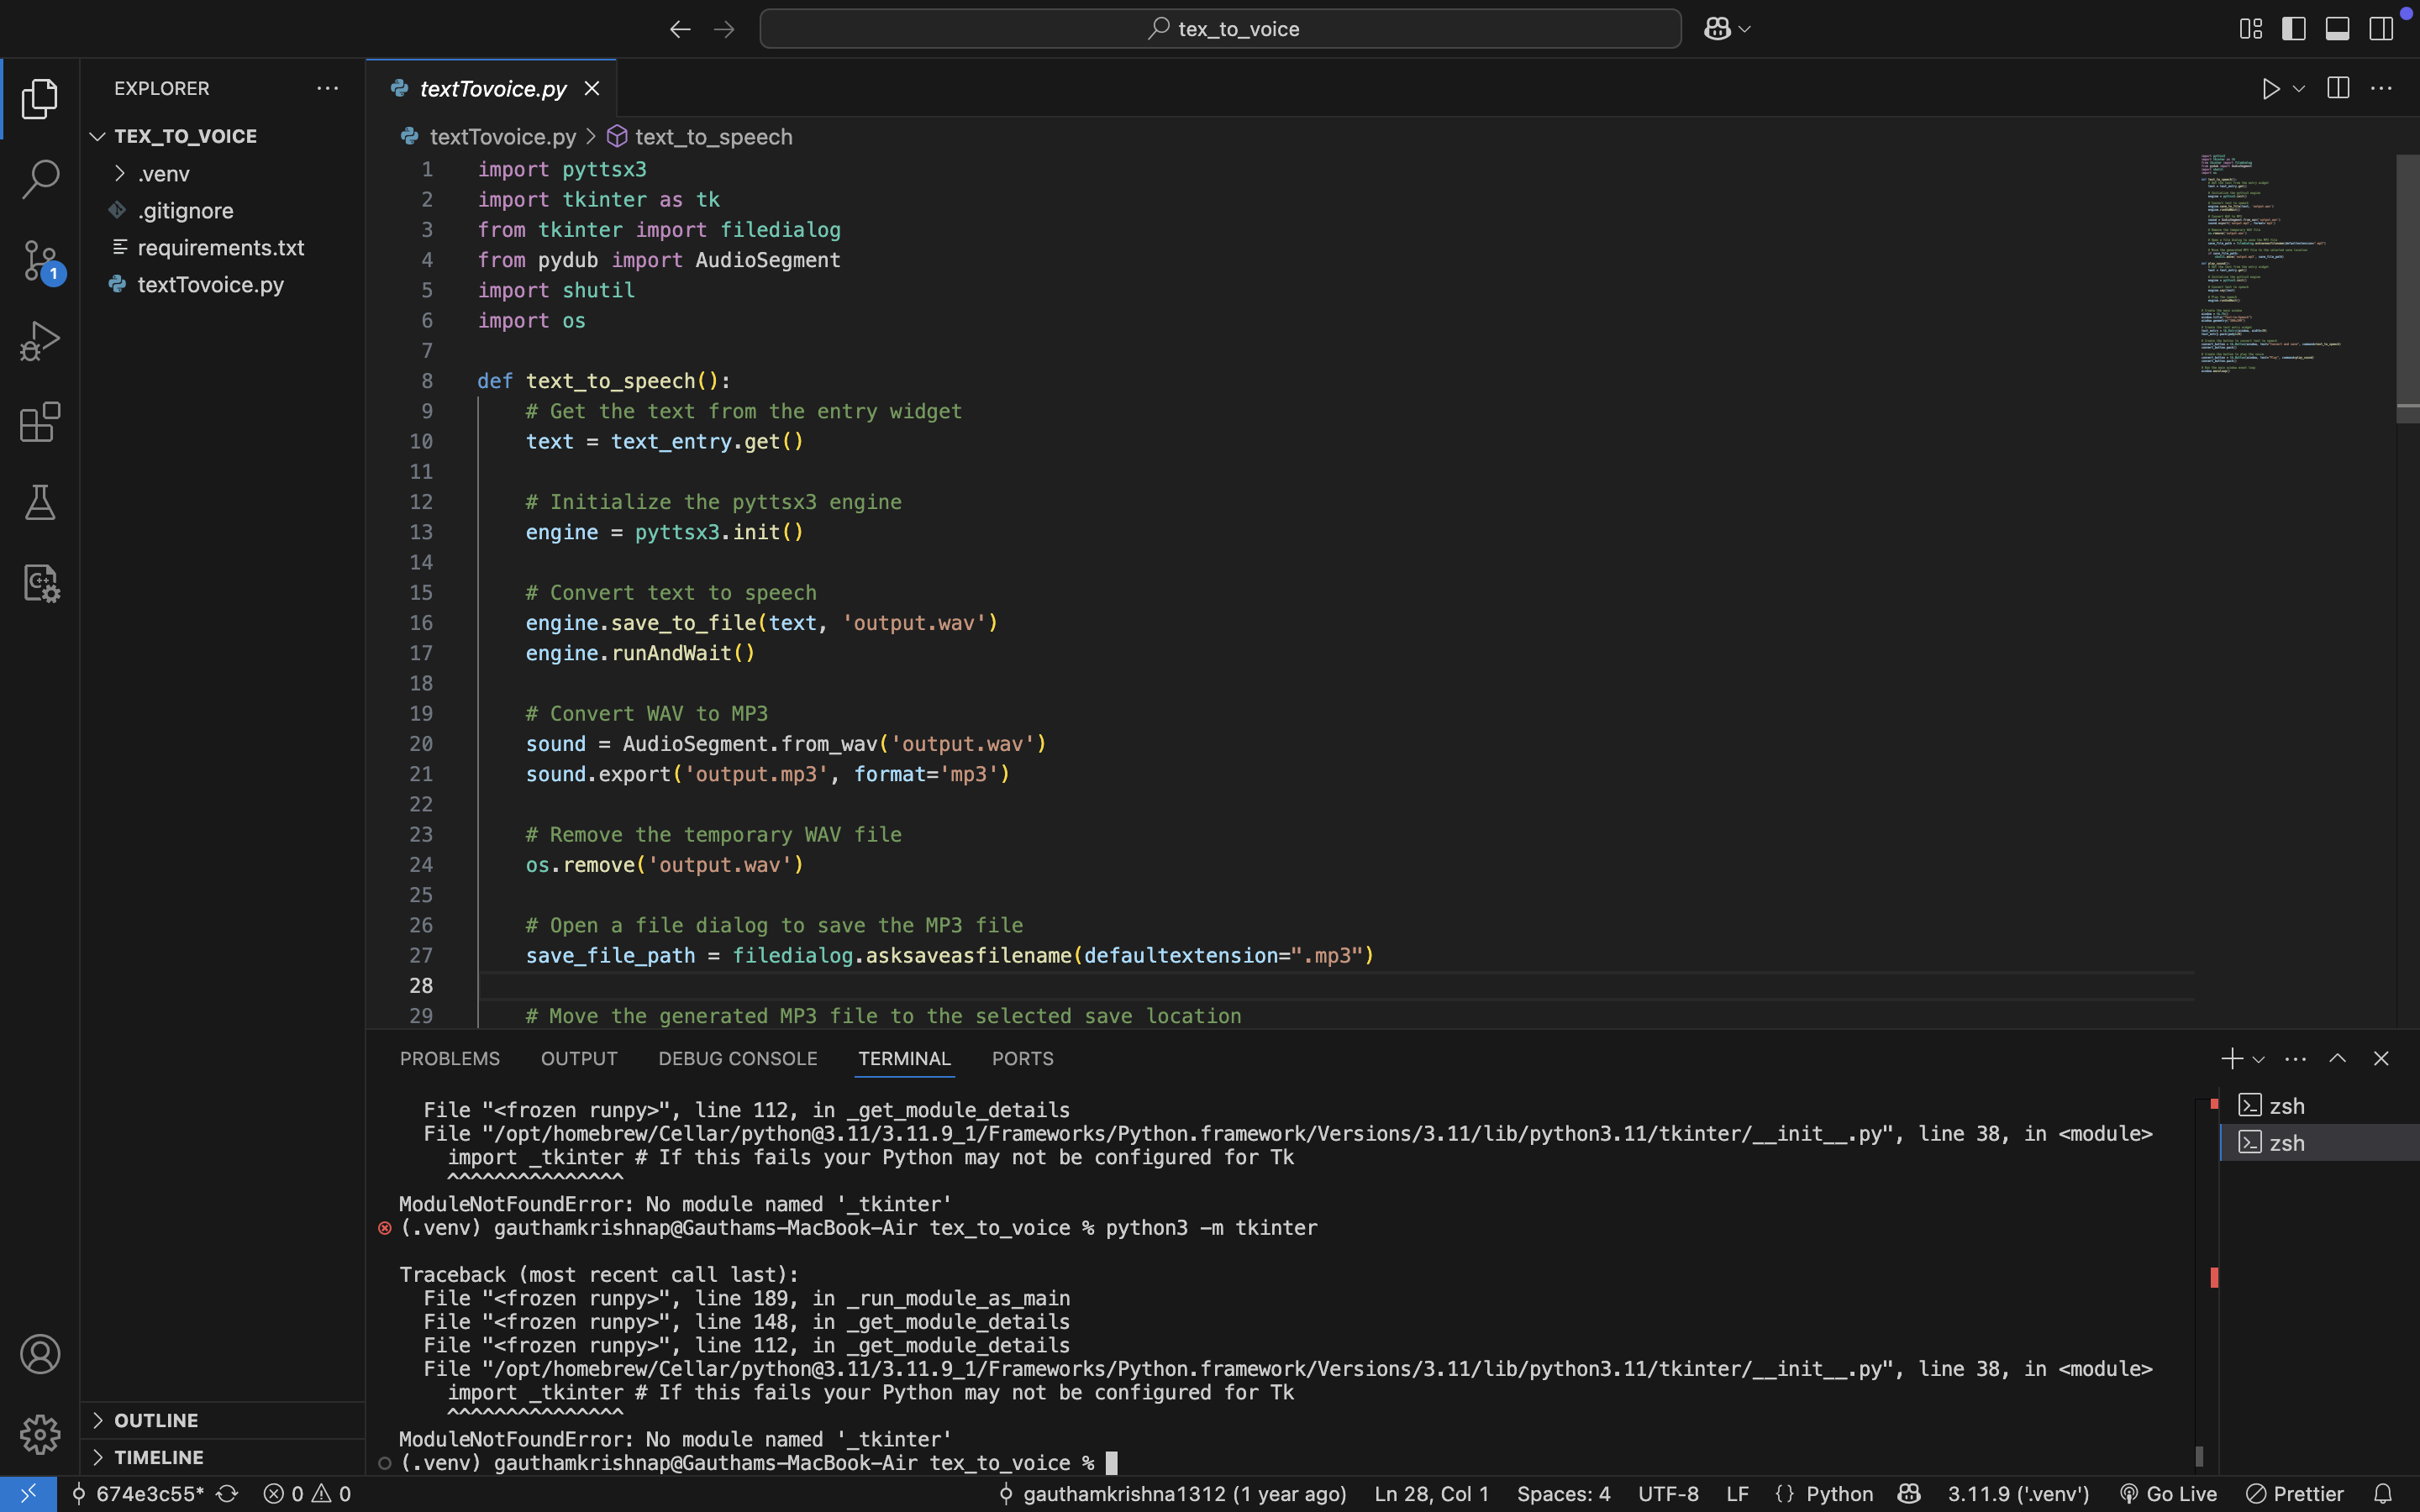 tex_to_voice
EXPLORER
TEX_TO_VOICE
.venv
.gitignore
requirements.txt
textTovoice.py
1
OUTLINE
TIMELINE
textTovoice.py
textTovoice.py > text_to_speech
1 import pyttsx3
2 import tkinter as tk
3 from tkinter import filedialog
4 from pydub import AudioSegment
5 import shutil
6 import os
7
8 def text_to_speech():
9 # Get the text from the entry widget
10 text = text_entry.get()
11
12 # Initialize the pyttsx3 engine
13 engine = pyttsx3.init()
14
15 # Convert text to speech
16 engine.save_to_file(text, 'output.wav')
17 engine.runAndWait()
18
19 # Convert WAV to MP3
20 sound = AudioSegment.from_wav('output.wav')
21 sound.export('output.mp3', format='mp3')
22
23 # Remove the temporary WAV file
24 os.remove('output.wav')
25
26 # Open a file dialog to save the MP3 file
27 save_file_path = filedialog.asksaveasfilename(defaultextension=".mp3")
28
29 # Move the generated MP3 file to the selected save location
PROBLEMS OUTPUT DEBUG CONSOLE TERMINAL PORTS
File "<frozen runpy>", line 112, in _get_module_details
File "/opt/homebrew/Cellar/python@3.11/3.11.9_1/Frameworks/Python.framework/Versions/3.11/lib/python3.11/tkinter/__init__.py", line 38, in <module>
import _tkinter # If this fails your Python may not be configured for Tk
^^^^^^^^^^^^^^^
ModuleNotFoundError: No module named '_tkinter'
(.venv) gauthamkrishnap@Gauthams-MacBook-Air tex_to_voice % python3 -m tkinter
Traceback (most recent call last):
File "<frozen runpy>", line 189, in _run_module_as_main
File "<frozen runpy>", line 148, in _get_module_details
File "<frozen runpy>", line 112, in _get_module_details
File "/opt/homebrew/Cellar/python@3.11/3.11.9_1/Frameworks/Python.framework/Versions/3.11/lib/python3.11/tkinter/__init__.py", line 38, in <module>
import _tkinter # If this fails your Python may not be configured for Tk
^^^^^^^^^^^^^^^
ModuleNotFoundError: No module named '_tkinter'
(.venv) gauthamkrishnap@Gauthams-MacBook-Air tex_to_voice %
zsh
zsh
674e3c55* 0 0 gauthamkrishna1312 (1 year ago) Ln 28, Col 1 Spaces: 4 UTF-8 LF {} Python 3.11.9 ('.venv') Go Live Prettier